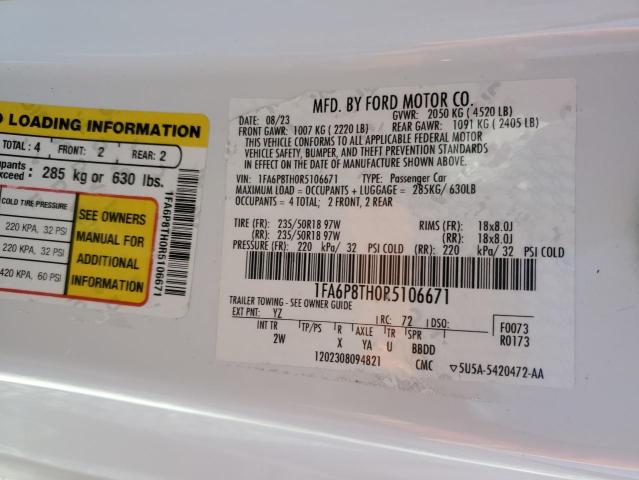 LOADING INFORMATION
TOTAL: 4 FRONT: 2 REAR: 2
285 kg or 630 lbs.
COLD TIRE PRESSURE
220 KPA, 32 PSI
220 KPA, 32 PSI
420 KPA, 60 PSI
SEE OWNERS
MANUAL FOR
ADDITIONAL
INFORMATION
1FA6P8TH0R5106671
MFD. BY FORD MOTOR CO.
DATE: 08/23 GVWR: 2050 KG ( 4520 LB)
FRONT GAWR: 1007 KG ( 2220 LB) REAR GAWR: 1091 KG ( 2405 LB)
THIS VEHICLE CONFORMS TO ALL APPLICABLE FEDERAL MOTOR
VEHICLE SAFETY, BUMPER, AND THEFT PREVENTION STANDARDS
IN EFFECT ON THE DATE OF MANUFACTURE SHOWN ABOVE.
VIN: 1FA6P8TH0R5106671 TYPE: Passenger Car
MAXIMUM LOAD = OCCUPANTS + LUGGAGE = 285KG/ 630LB
OCCUPANTS = 4 TOTAL; 2 FRONT, 2 REAR
TIRE (FR): 235/50R18 97W RIMS (FR): 18x8.0J
(RR): 235/50R18 97W (RR): 18x8.0J
PRESSURE (FR): 220 kPa/ 32 PSI COLD (RR): 220 kPa/ 32 PSI COLD
1FA6P8TH0R5106671
TRAILER TOWING - SEE OWNER GUIDE
EXT PNT: YZ RC: 72 DSO: F0073
INT TR TP/PS R AXLE TR SPR R0173
2W X YA U BBDD
1202308094821 CMC ▽5U5A-5420472-AA